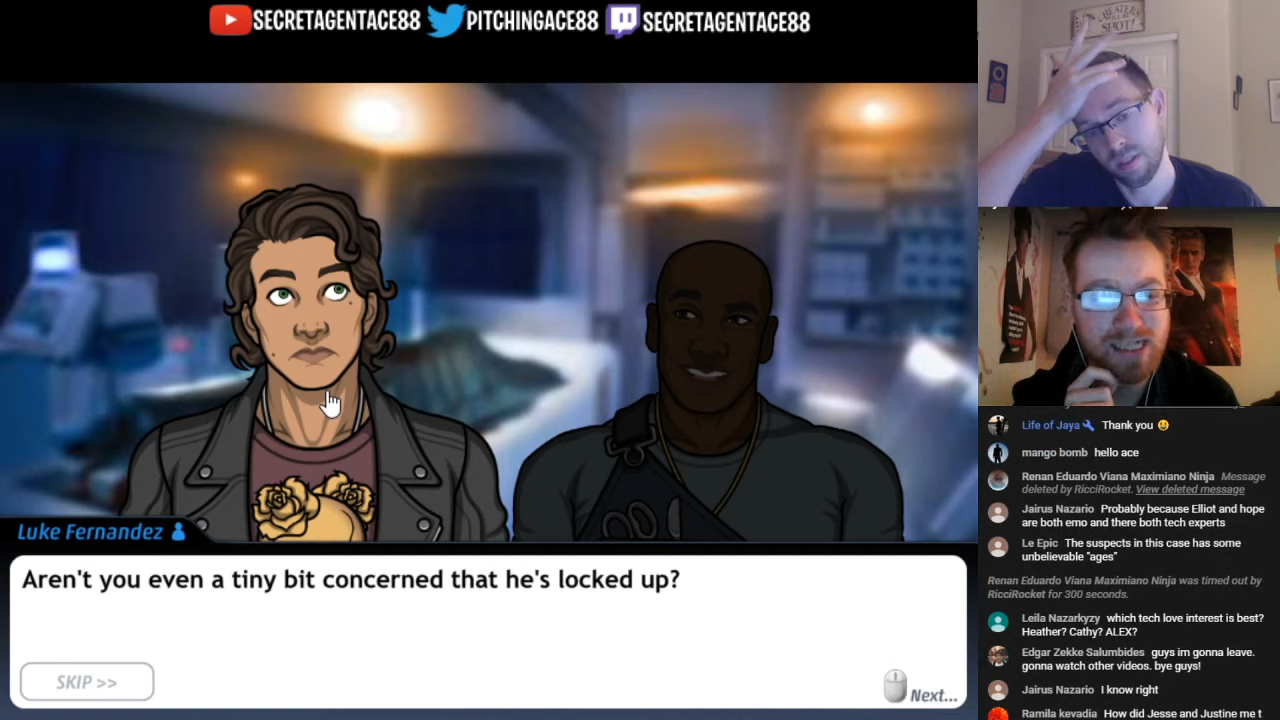 SECRETAGENTACE88 PITCHINGACE88 SECRETAGENTACE88
CHEATERS
SHOT!
Luke Fernandez
Aren't you even a tiny bit concerned that he's locked up?
SKIP >>
Next...
Life of Jaya Thank you
mango bomb hello ace
Renan Eduardo Viana Maximiano Ninja Message
deleted by RicciRocket. View deleted message
Jairus Nazario Probably because Elliot and hope
are both emo and there both tech experts
Le Epic The suspects in this case has some
unbelievable "ages"
Renan Eduardo Viana Maximiano Ninja was timed out by
RicciRocket for 300 seconds.
Leila Nazarkyzy which tech love interest is best?
Heather? Cathy? ALEX?
Edgar Zekke Salumbides guys im gonna leave.
gonna watch other videos. bye guys!
Jairus Nazario I know right
Ramila kevadia How did Jesse and Justine me t